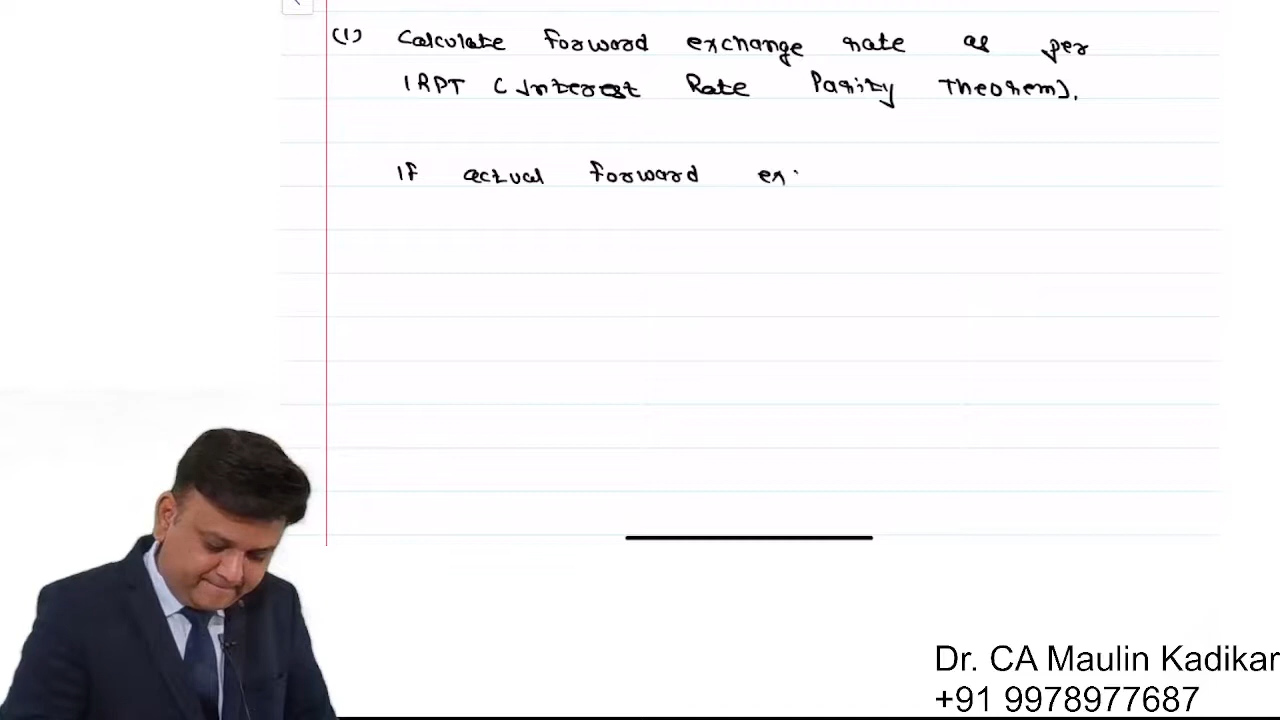 (1) Calculate forward exchange rate as per
IRPT (Interest Rate Parity Theorem).
If actual forward ex
Dr. CA Maulin Kadikar
+91 9978977687